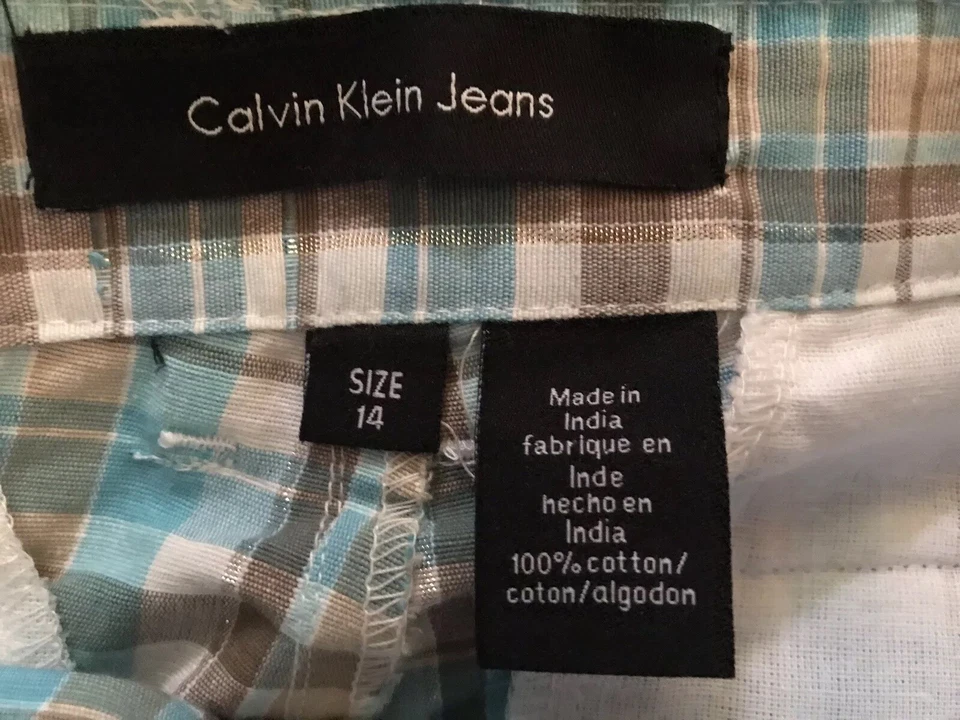 Calvin Klein Jeans
SIZE
14
Made in
India
fabrique en
Inde
hecho en
India
100% cotton/
coton/algodon